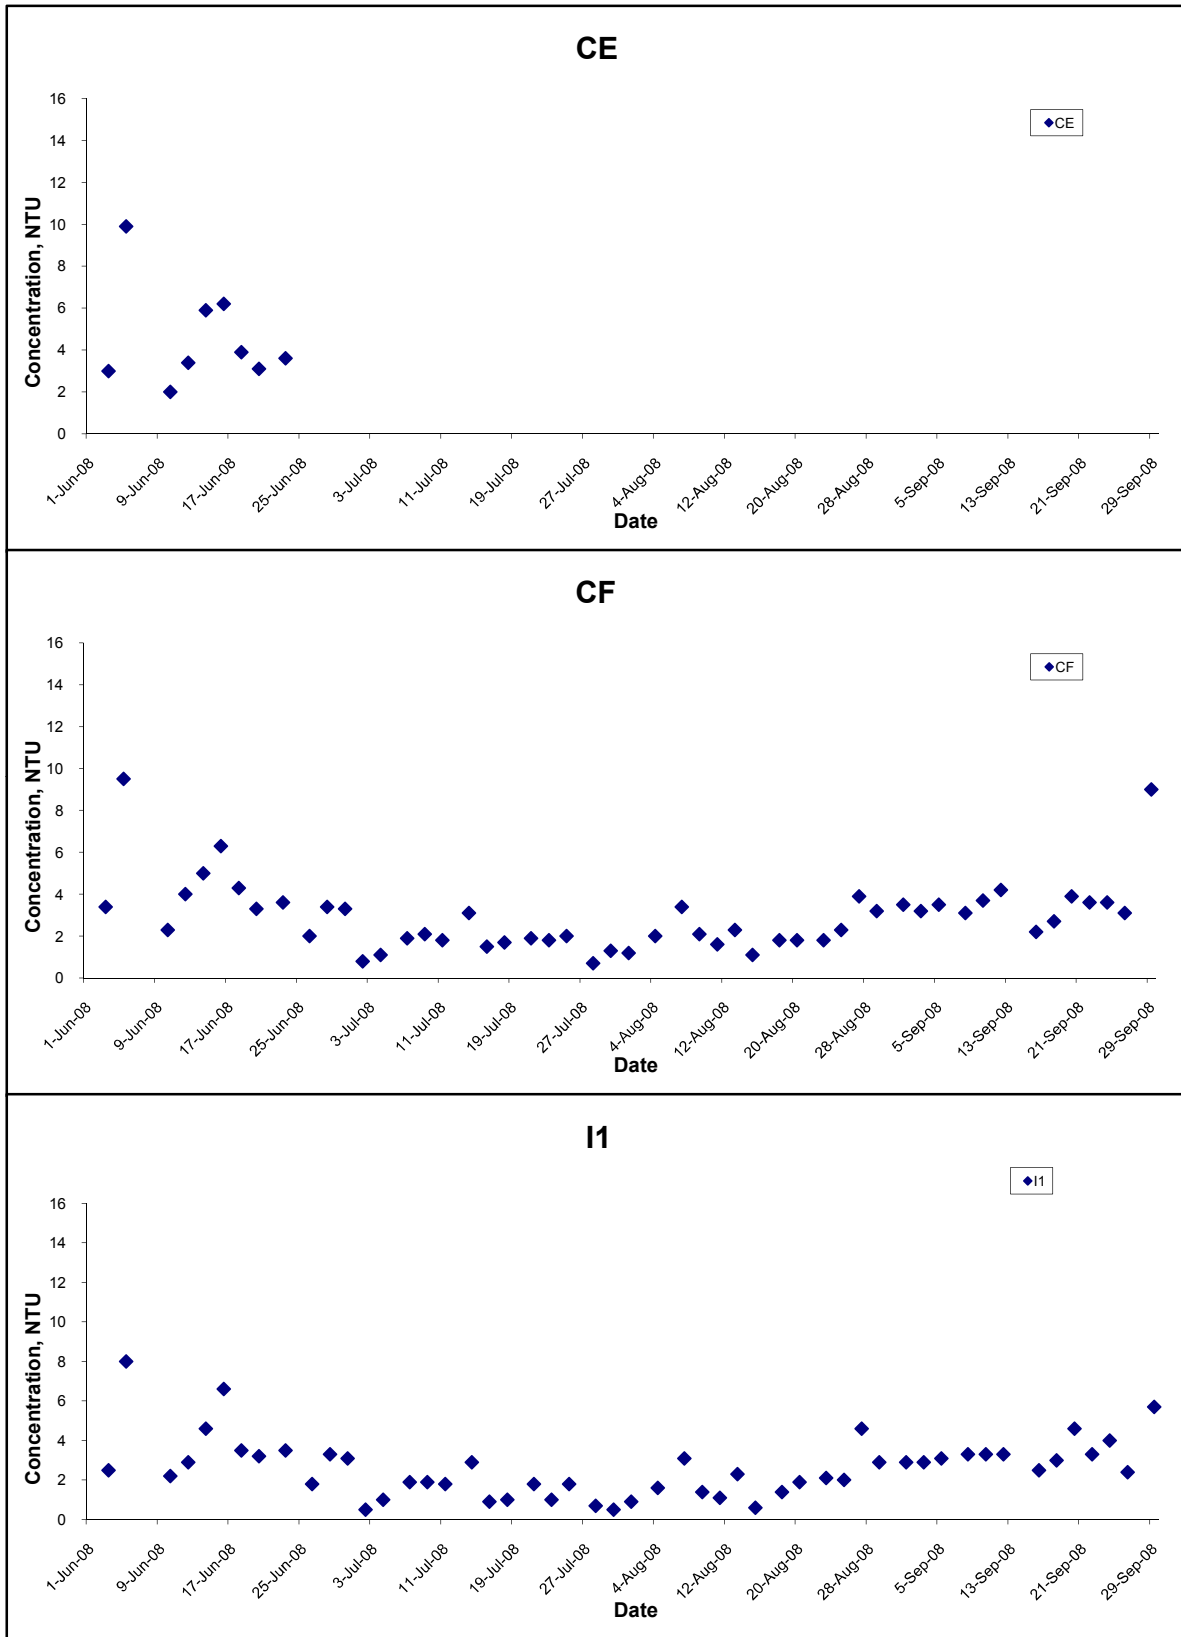 CE
16
14
12
10
8
6
4
2
0
Concentration, NTU
CE
1-Jun-08 9-Jun-08 17-Jun-08 25-Jun-08 3-Jul-08 11-Jul-08 19-Jul-08 27-Jul-08 4-Aug-08 12-Aug-08 20-Aug-08 28-Aug-08 5-Sep-08 13-Sep-08 21-Sep-08 29-Sep-08
Date
CF
16
14
12
10
8
6
4
2
0
Concentration, NTU
CF
1-Jun-08 9-Jun-08 17-Jun-08 25-Jun-08 3-Jul-08 11-Jul-08 19-Jul-08 27-Jul-08 4-Aug-08 12-Aug-08 20-Aug-08 28-Aug-08 5-Sep-08 13-Sep-08 21-Sep-08 29-Sep-08
Date
I1
16
14
12
10
8
6
4
2
0
Concentration, NTU
I1
1-Jun-08 9-Jun-08 17-Jun-08 25-Jun-08 3-Jul-08 11-Jul-08 19-Jul-08 27-Jul-08 4-Aug-08 12-Aug-08 20-Aug-08 28-Aug-08 5-Sep-08 13-Sep-08 21-Sep-08 29-Sep-08
Date